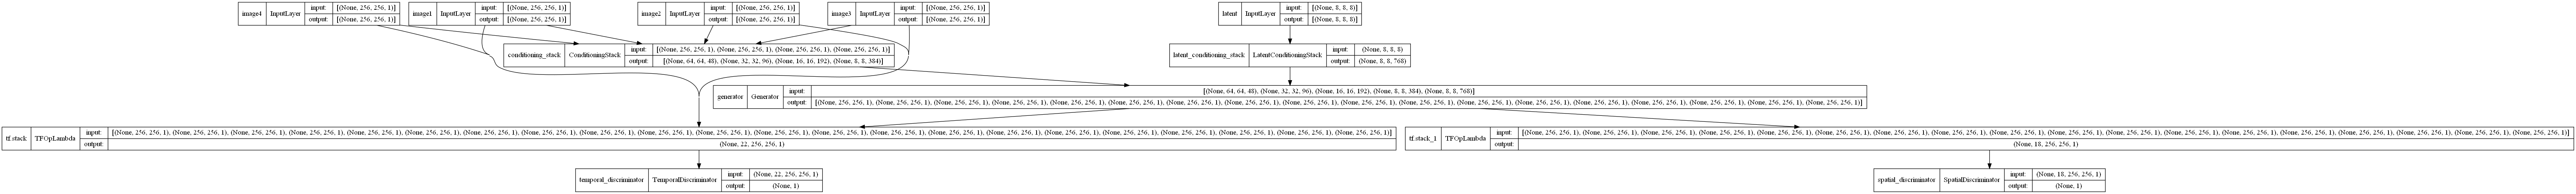 image4 InputLayer input: [(None, 256, 256, 1)]
output: [(None, 256, 256, 1)]
image1 InputLayer input: [(None, 256, 256, 1)]
output: [(None, 256, 256, 1)]
image2 InputLayer input: [(None, 256, 256, 1)]
output: [(None, 256, 256, 1)]
image3 InputLayer input: [(None, 256, 256, 1)]
output: [(None, 256, 256, 1)]
latent InputLayer input: [(None, 8, 8, 8)]
output: [(None, 8, 8, 8)]
conditioning_stack ConditioningStack input: [(None, 256, 256, 1), (None, 256, 256, 1), (None, 256, 256, 1), (None, 256, 256, 1)]
output: [(None, 64, 64, 48), (None, 32, 32, 96), (None, 16, 16, 192), (None, 8, 8, 384)]
latent_conditioning_stack LatentConditioningStack input: (None, 8, 8, 8)
output: (None, 8, 8, 768)
generator Generator input: [(None, 64, 64, 48), (None, 32, 32, 96), (None, 16, 16, 192), (None, 8, 8, 384), (None, 8, 8, 768)]
output: [(None, 256, 256, 1), (None, 256, 256, 1), (None, 256, 256, 1), (None, 256, 256, 1), (None, 256, 256, 1), (None, 256, 256, 1), (None, 256, 256, 1), (None, 256, 256, 1), (None, 256, 256, 1), (None, 256, 256, 1), (None, 256, 256, 1), (None, 256, 256, 1), (None, 256, 256, 1), (None, 256, 256, 1), (None, 256, 256, 1), (None, 256, 256, 1), (None, 256, 256, 1), (None, 256, 256, 1)]
tf.stack TFOpLambda input: [(None, 256, 256, 1), (None, 256, 256, 1), (None, 256, 256, 1), (None, 256, 256, 1), (None, 256, 256, 1), (None, 256, 256, 1), (None, 256, 256, 1), (None, 256, 256, 1), (None, 256, 256, 1), (None, 256, 256, 1), (None, 256, 256, 1), (None, 256, 256, 1), (None, 256, 256, 1), (None, 256, 256, 1), (None, 256, 256, 1), (None, 256, 256, 1), (None, 256, 256, 1), (None, 256, 256, 1), (None, 256, 256, 1), (None, 256, 256, 1), (None, 256, 256, 1), (None, 256, 256, 1)]
output: (None, 22, 256, 256, 1)
tf.stack_1 TFOpLambda input: [(None, 256, 256, 1), (None, 256, 256, 1), (None, 256, 256, 1), (None, 256, 256, 1), (None, 256, 256, 1), (None, 256, 256, 1), (None, 256, 256, 1), (None, 256, 256, 1), (None, 256, 256, 1), (None, 256, 256, 1), (None, 256, 256, 1), (None, 256, 256, 1), (None, 256, 256, 1), (None, 256, 256, 1), (None, 256, 256, 1), (None, 256, 256, 1), (None, 256, 256, 1), (None, 256, 256, 1)]
output: (None, 18, 256, 256, 1)
temporal_discriminator TemporalDiscriminator input: (None, 22, 256, 256, 1)
output: (None, 1)
spatial_discriminator SpatialDiscriminator input: (None, 18, 256, 256, 1)
output: (None, 1)